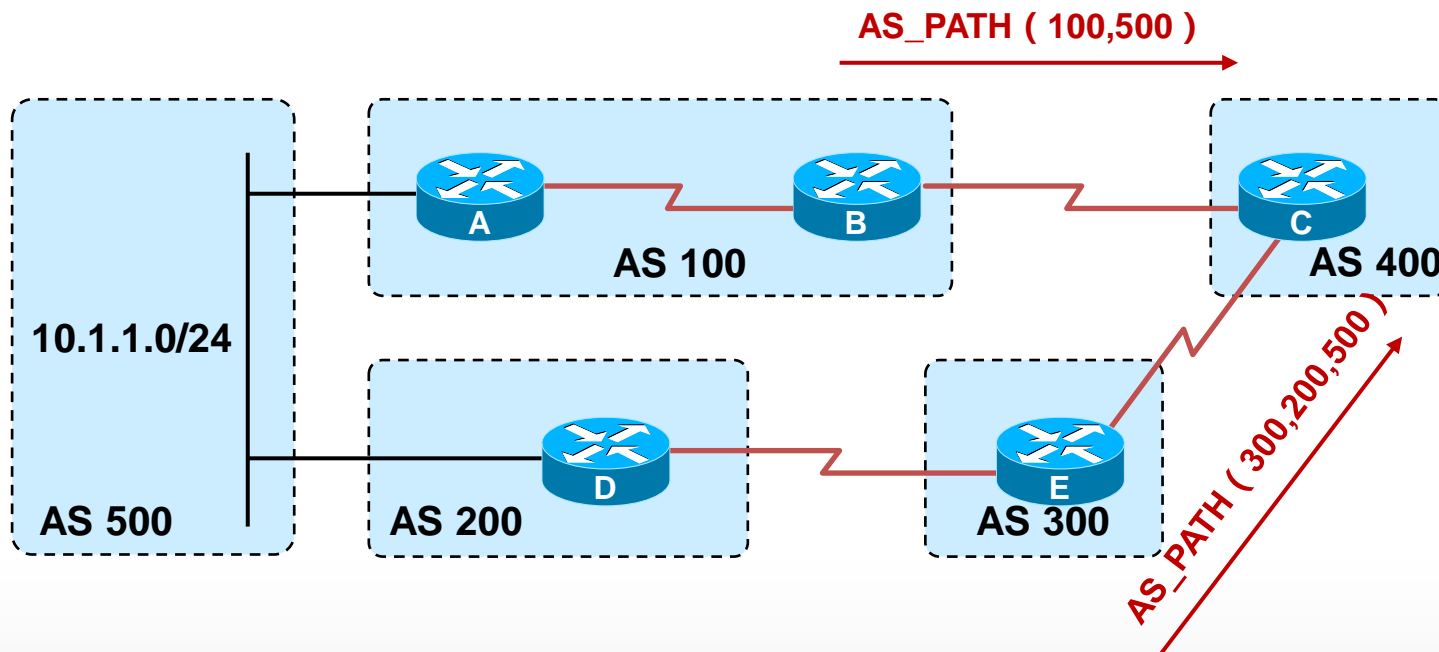 AS_PATH ( 100,500 )
A
B
C
AS 100
AS 400
10.1.1.0/24
D
E
AS 500
AS 200
AS 300
AS_PATH ( 300,200,500 )